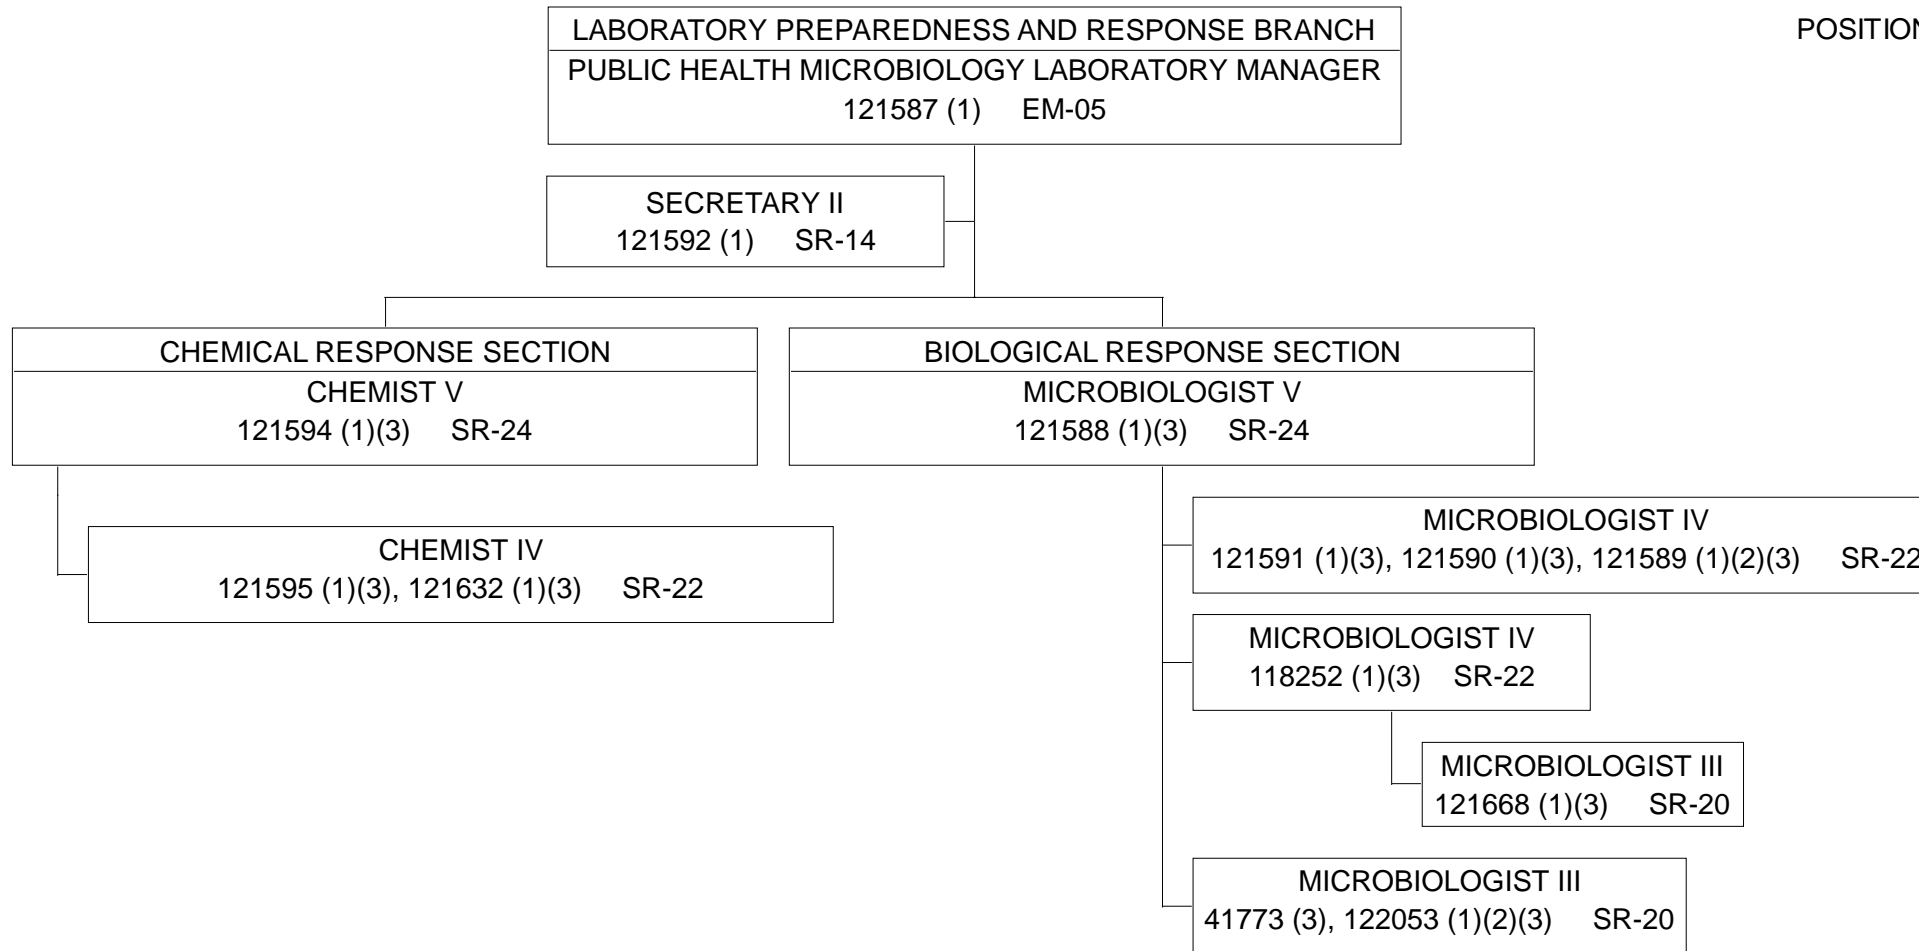 LABORATORY PREPAREDNESS AND RESPONSE BRANCH
PUBLIC HEALTH MICROBIOLOGY LABORATORY MANAGER
121587 (1) EM-05
POSITION
SECRETARY II
121592 (1) SR-14
CHEMICAL RESPONSE SECTION
CHEMIST V
121594 (1)(3) SR-24
BIOLOGICAL RESPONSE SECTION
MICROBIOLOGIST V
121588 (1)(3) SR-24
CHEMIST IV
121595 (1)(3), 121632 (1)(3) SR-22
MICROBIOLOGIST IV
121591 (1)(3), 121590 (1)(3), 121589 (1)(2)(3) SR-22
MICROBIOLOGIST IV
118252 (1)(3) SR-22
MICROBIOLOGIST III
121668 (1)(3) SR-20
MICROBIOLOGIST III
41773 (3), 122053 (1)(2)(3) SR-20